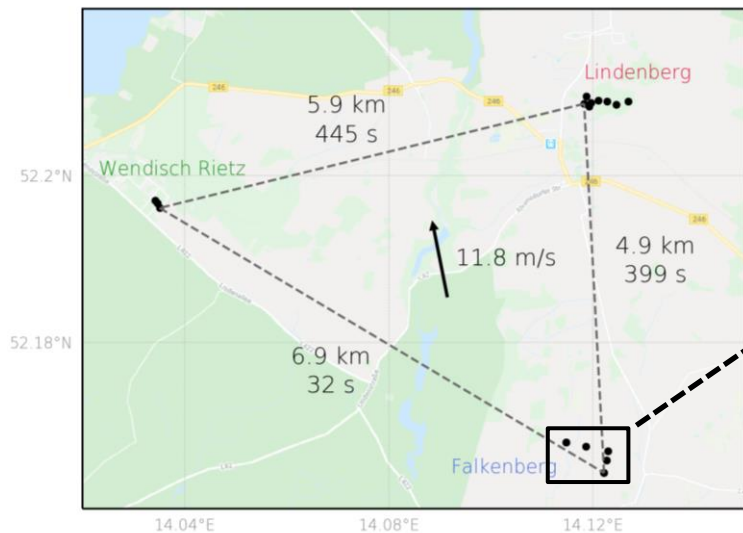 Lindenberg
246
246
5.9 km
445 s
246
Wendisch Rietz
52.2°N
246
246
11.8 m/s
4.9 km
399 s
52.18°N
6.9 km
32 s
Falkenberg
14.04°E
14.08°E
14.12°E